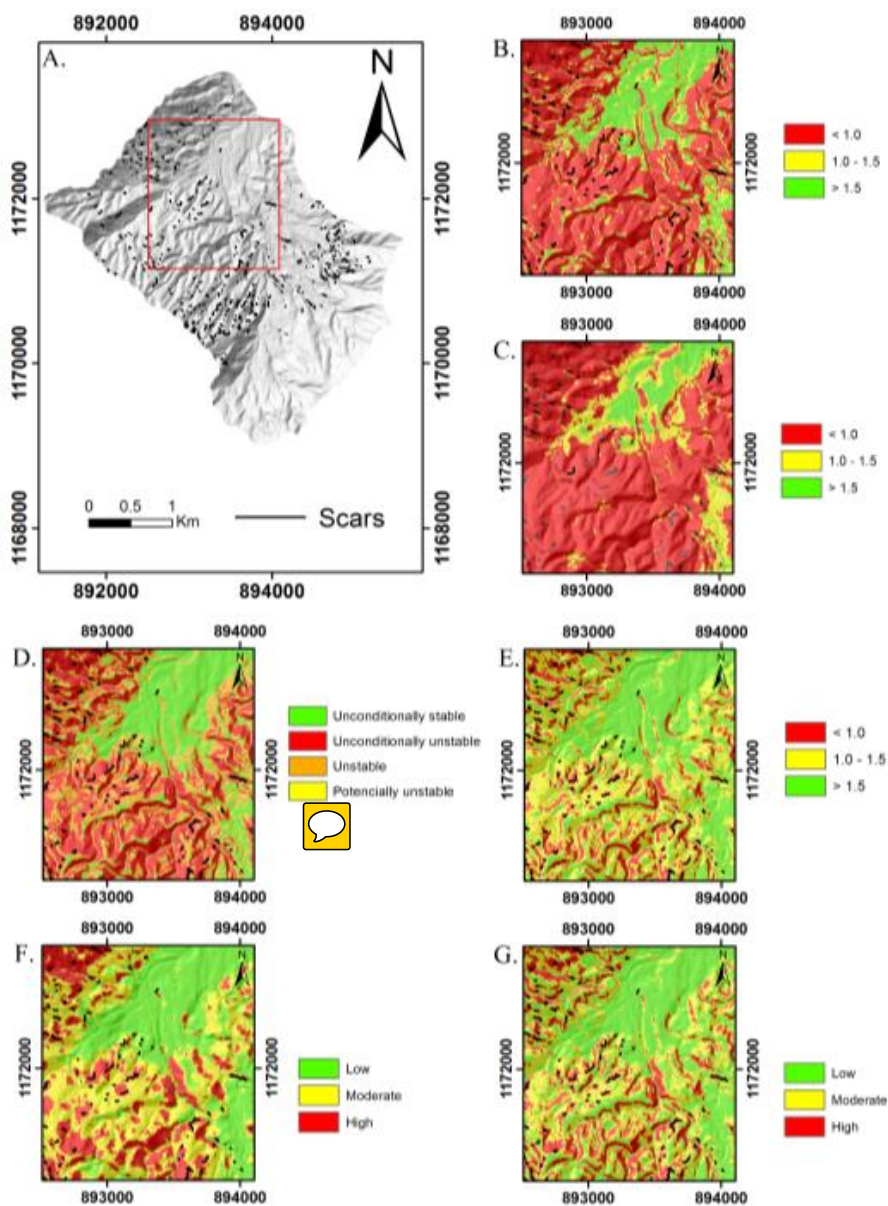 892000 894000
A.
N
1172000
1170000
1168000
1172000
1170000
1168000
0 0.5 1
Km
Scars
892000 894000
893000 894000
B.
N
1172000
1172000
893000 894000
< 1.0
1.0 - 1.5
> 1.5
894000
C.
N
1172000
1172000
893000 894000
< 1.0
1.0 - 1.5
> 1.5
893000 894000
D.
N
1172000
893000 894000
Unconditionally stable
Unconditionally unstable
Unstable
Potencially unstable
893000 894000
E.
N
1172000
1172000
893000 894000
< 1.0
1.0 - 1.5
> 1.5
893000 894000
F.
N
1172000
893000 894000
Low
Moderate
High
893000 894000
G.
N
1172000
1172000
893000 894000
Low
Moderate
High